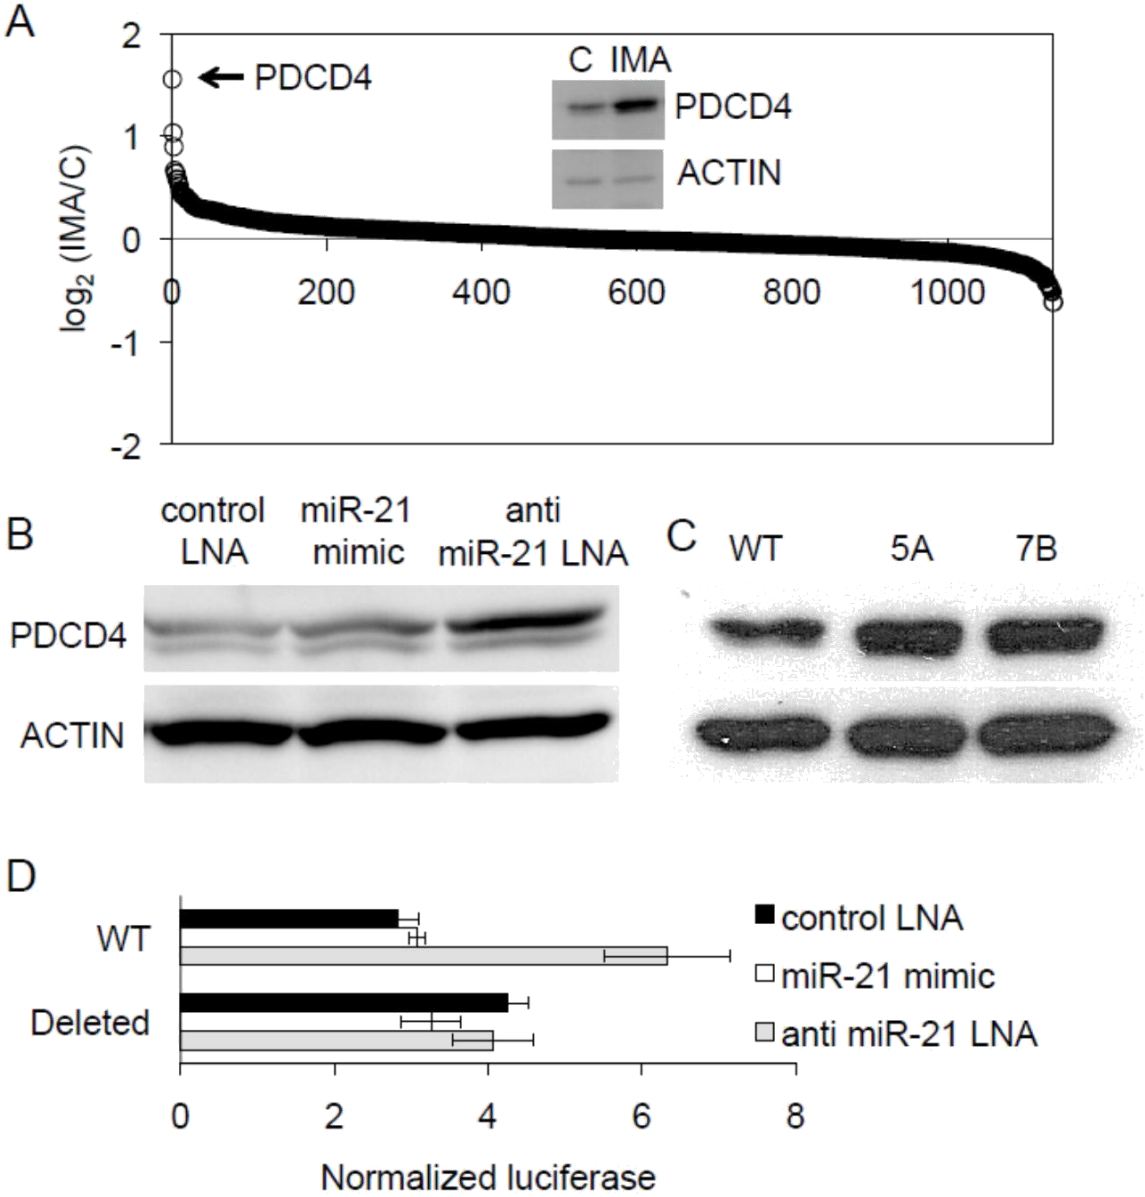 A
2
1
0
-1
-2
log2 (IMA/C)
PDCD4
C IMA
PDCD4
ACTIN
0 200 400 600 800 1000
B
control LNA
miR-21 mimic
anti miR-21 LNA
PDCD4
ACTIN
C
WT 5A 7B
D
WT
Deleted
control LNA
miR-21 mimic
anti miR-21 LNA
0 2 4 6 8
Normalized luciferase